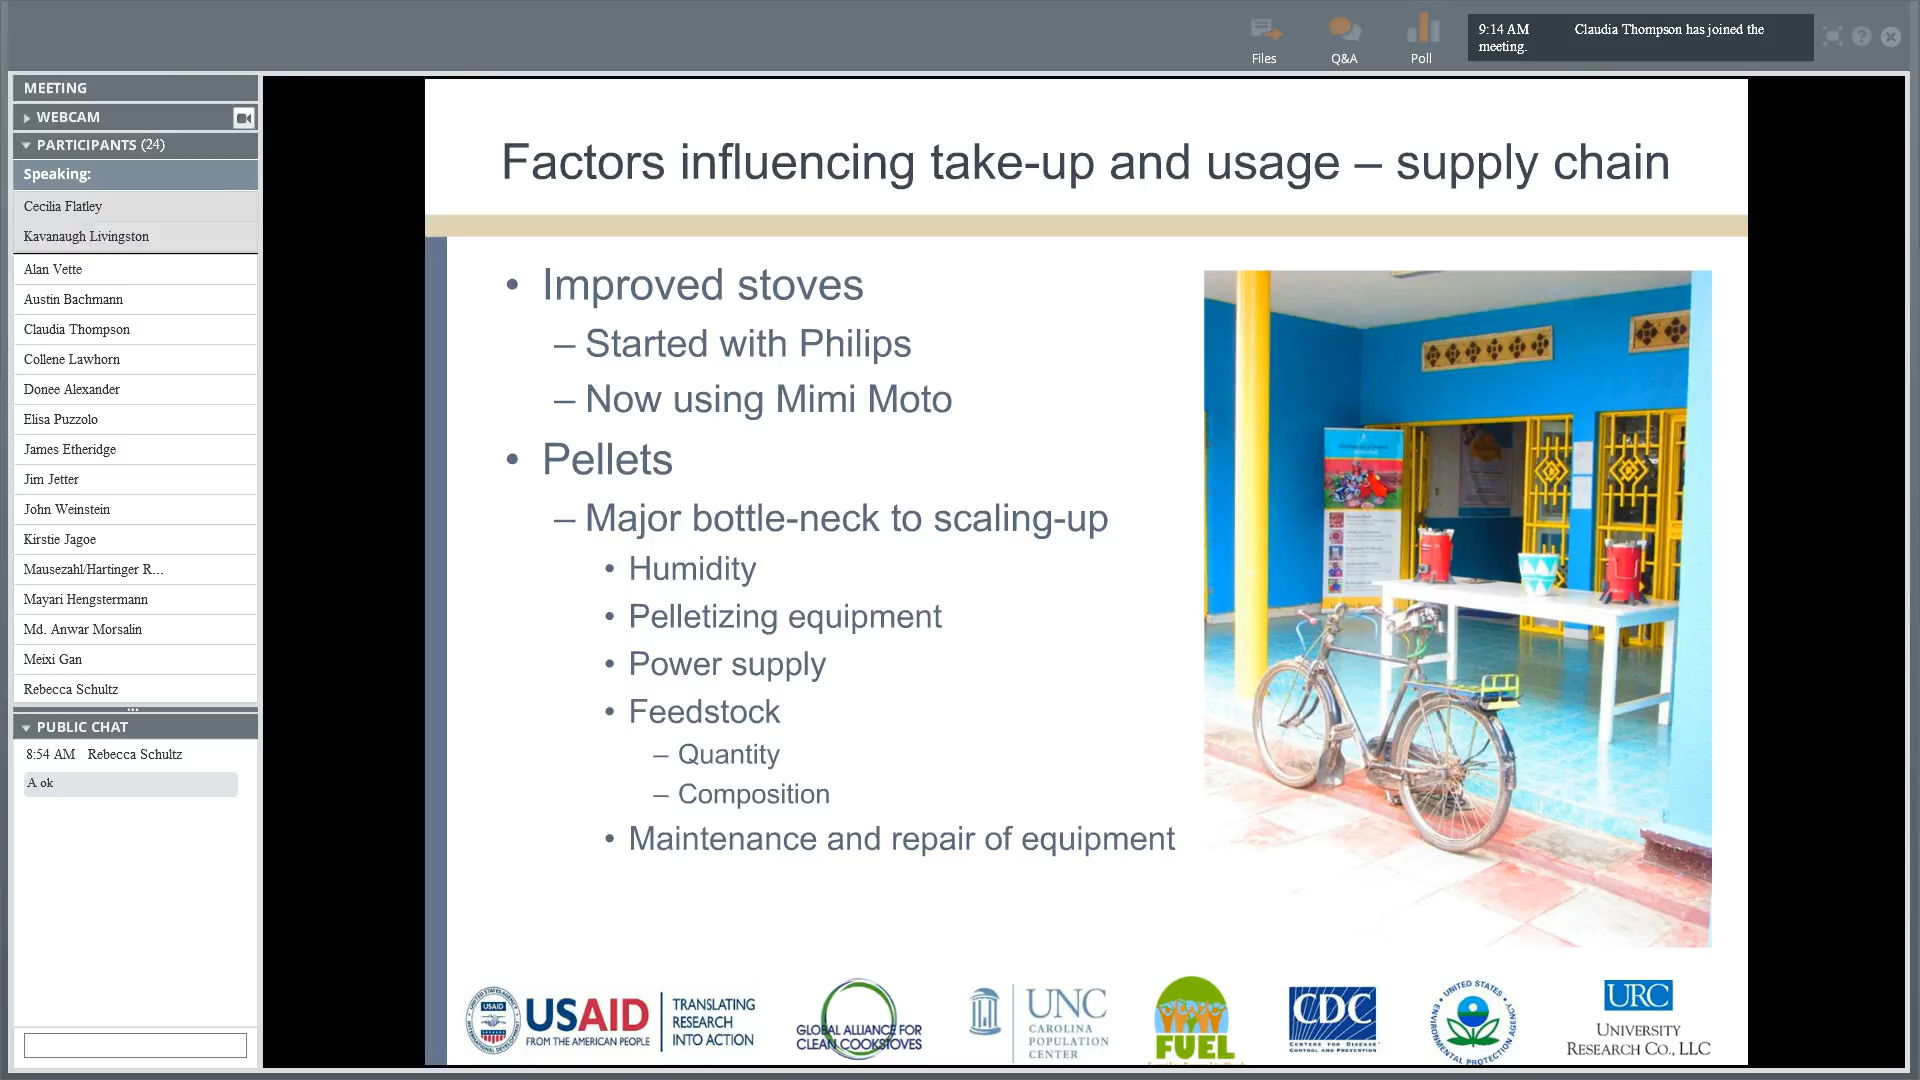 Files
Q&A
Poll
9:14 AM Claudia Thompson has joined the
meeting.
MEETING
WEBCAM
PARTICIPANTS (24)
Speaking:
Cecilia Flatley
Kavanaugh Livingston
Alan Vette
Austin Bachmann
Claudia Thompson
Collene Lawhorn
Donee Alexander
Elisa Puzzolo
James Etheridge
Jim Jetter
John Weinstein
Kirstie Jagoe
Mausezahl/Hartinger R...
Mayari Hengstermann
Md. Anwar Morsalin
Meixi Gan
Rebecca Schultz
PUBLIC CHAT
8:54 AM Rebecca Schultz
A ok
Factors influencing take-up and usage – supply chain
• Improved stoves
– Started with Philips
– Now using Mimi Moto
• Pellets
– Major bottle-neck to scaling-up
• Humidity
• Pelletizing equipment
• Power supply
• Feedstock
– Quantity
– Composition
• Maintenance and repair of equipment
USAID
USAID
FROM THE AMERICAN PEOPLE
TRANSLATING
RESEARCH
INTO ACTION
GLOBAL ALLIANCE FOR
CLEAN COOKSTOVES
UNC
CAROLINA
POPULATION
CENTER
FUEL
CDC
CENTERS FOR DISEASE
CONTROL AND PREVENTION
UNITED STATES
ENVIRONMENTAL PROTECTION AGENCY
URC
UNIVERSITY
RESEARCH CO., LLC